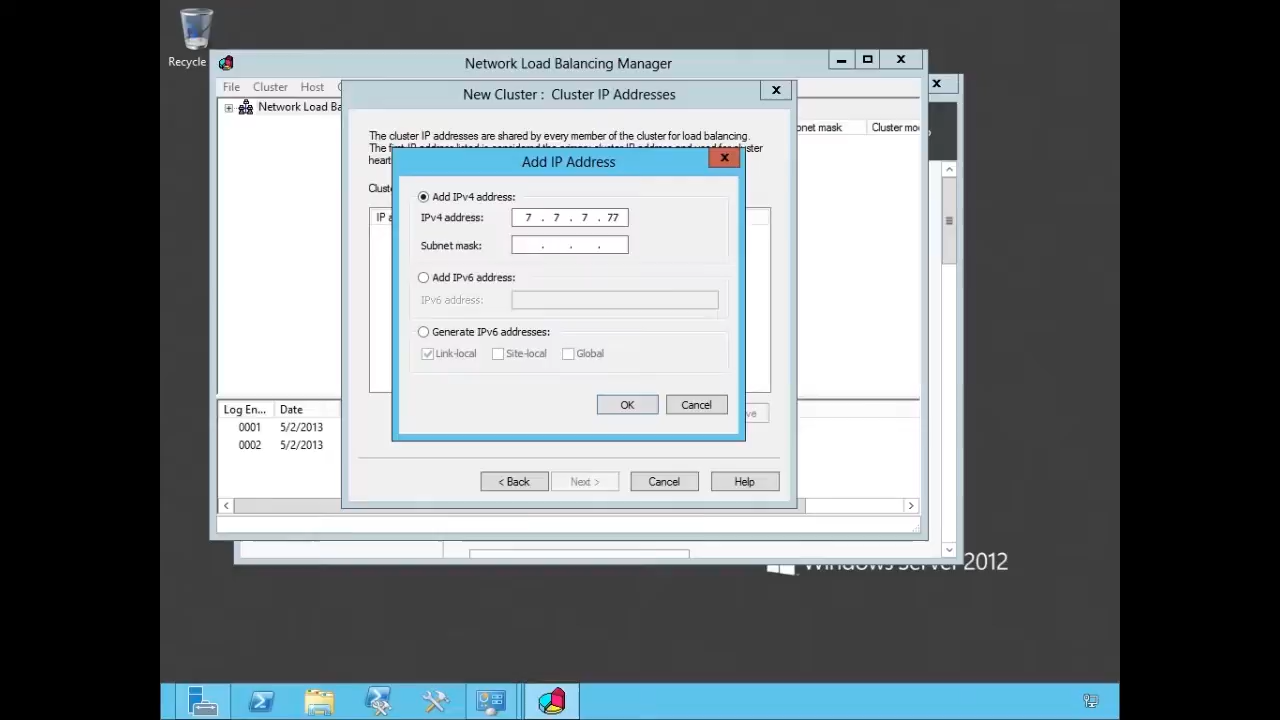 Recycle
Network Load Balancing Manager
File Cluster Host
Network Load Ba
New Cluster : Cluster IP Addresses
bnet mask Cluster mo
The cluster IP addresses are shared by every member of the cluster for load balancing.
Add IP Address
Add IPv4 address:
IPv4 address: 7 . 7 . 7 . 77
Subnet mask: . . .
Add IPv6 address:
IPv6 address:
Generate IPv6 addresses:
Link-local Site-local Global
OK Cancel
Log En... Date
0001 5/2/2013
0002 5/2/2013
< Back Next > Cancel Help
Windows Server 2012